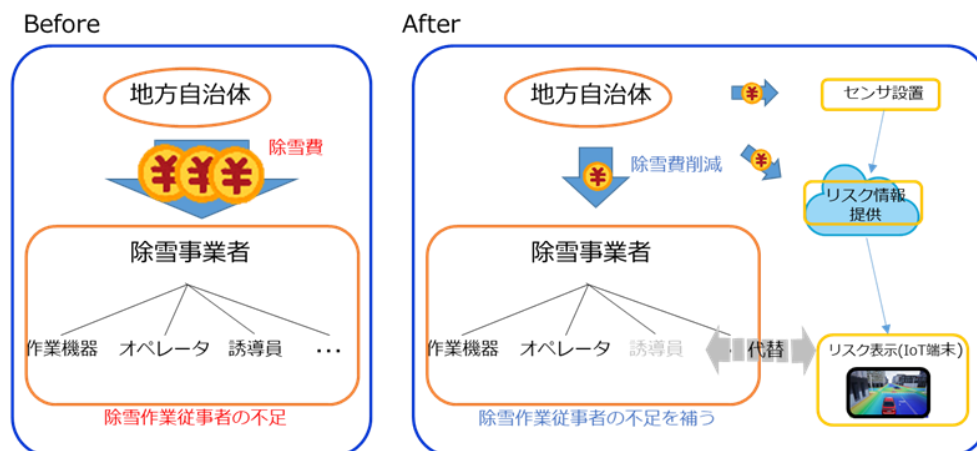 Before
地方自治体
¥¥¥
除雪費
除雪事業者
作業機器 オペレータ 誘導員 …
除雪作業従事者の不足
After
地方自治体
¥
センサ設置
¥
除雪費削減
¥
リスク情報
提供
除雪事業者
作業機器 オペレータ 誘導員
代替
リスク表示(IoT端末)
除雪作業従事者の不足を補う